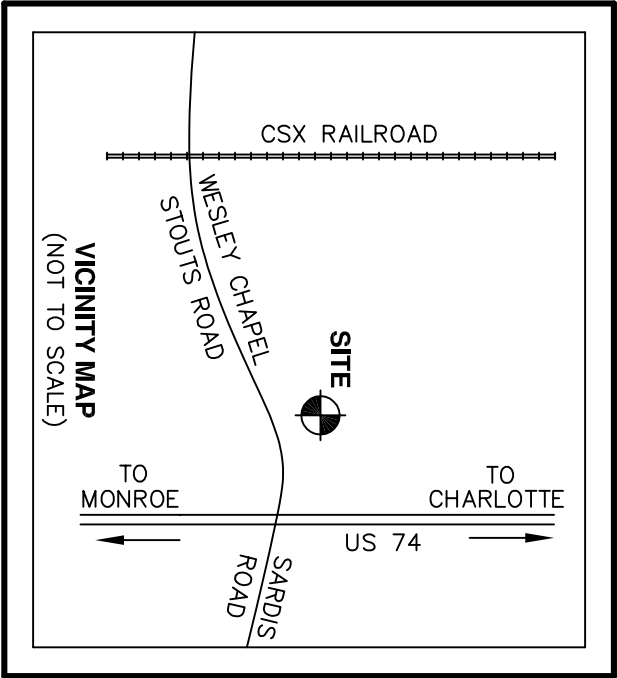 CSX RAILROAD
WESLEY CHAPEL
STOUTS ROAD
VICINITY MAP
(NOT TO SCALE)
SITE
TO
MONROE
TO
CHARLOTTE
US 74
SARDIS
ROAD